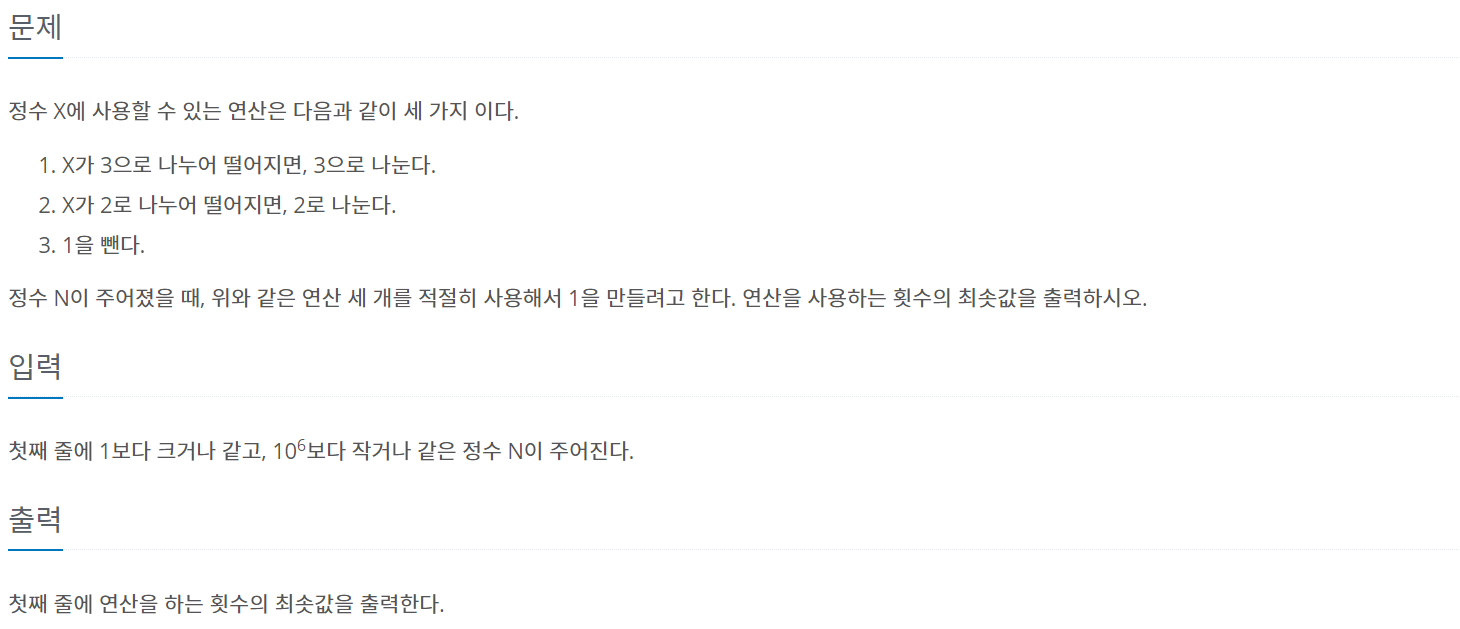 문제
정수 X에 사용할 수 있는 연산은 다음과 같이 세 가지 이다.
1. X가 3으로 나누어 떨어지면, 3으로 나눈다.
2. X가 2로 나누어 떨어지면, 2로 나눈다.
3. 1을 뺀다.
정수 N이 주어졌을 때, 위와 같은 연산 세 개를 적절히 사용해서 1을 만들려고 한다. 연산을 사용하는 횟수의 최솟값을 출력하시오.
입력
첫째 줄에 1보다 크거나 같고, 10⁶보다 작거나 같은 정수 N이 주어진다.
출력
첫째 줄에 연산을 하는 횟수의 최솟값을 출력한다.